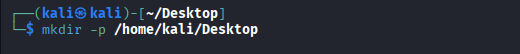 ┌──(kali㉿kali)-[~/Desktop]
└─$ mkdir -p /home/kali/Desktop